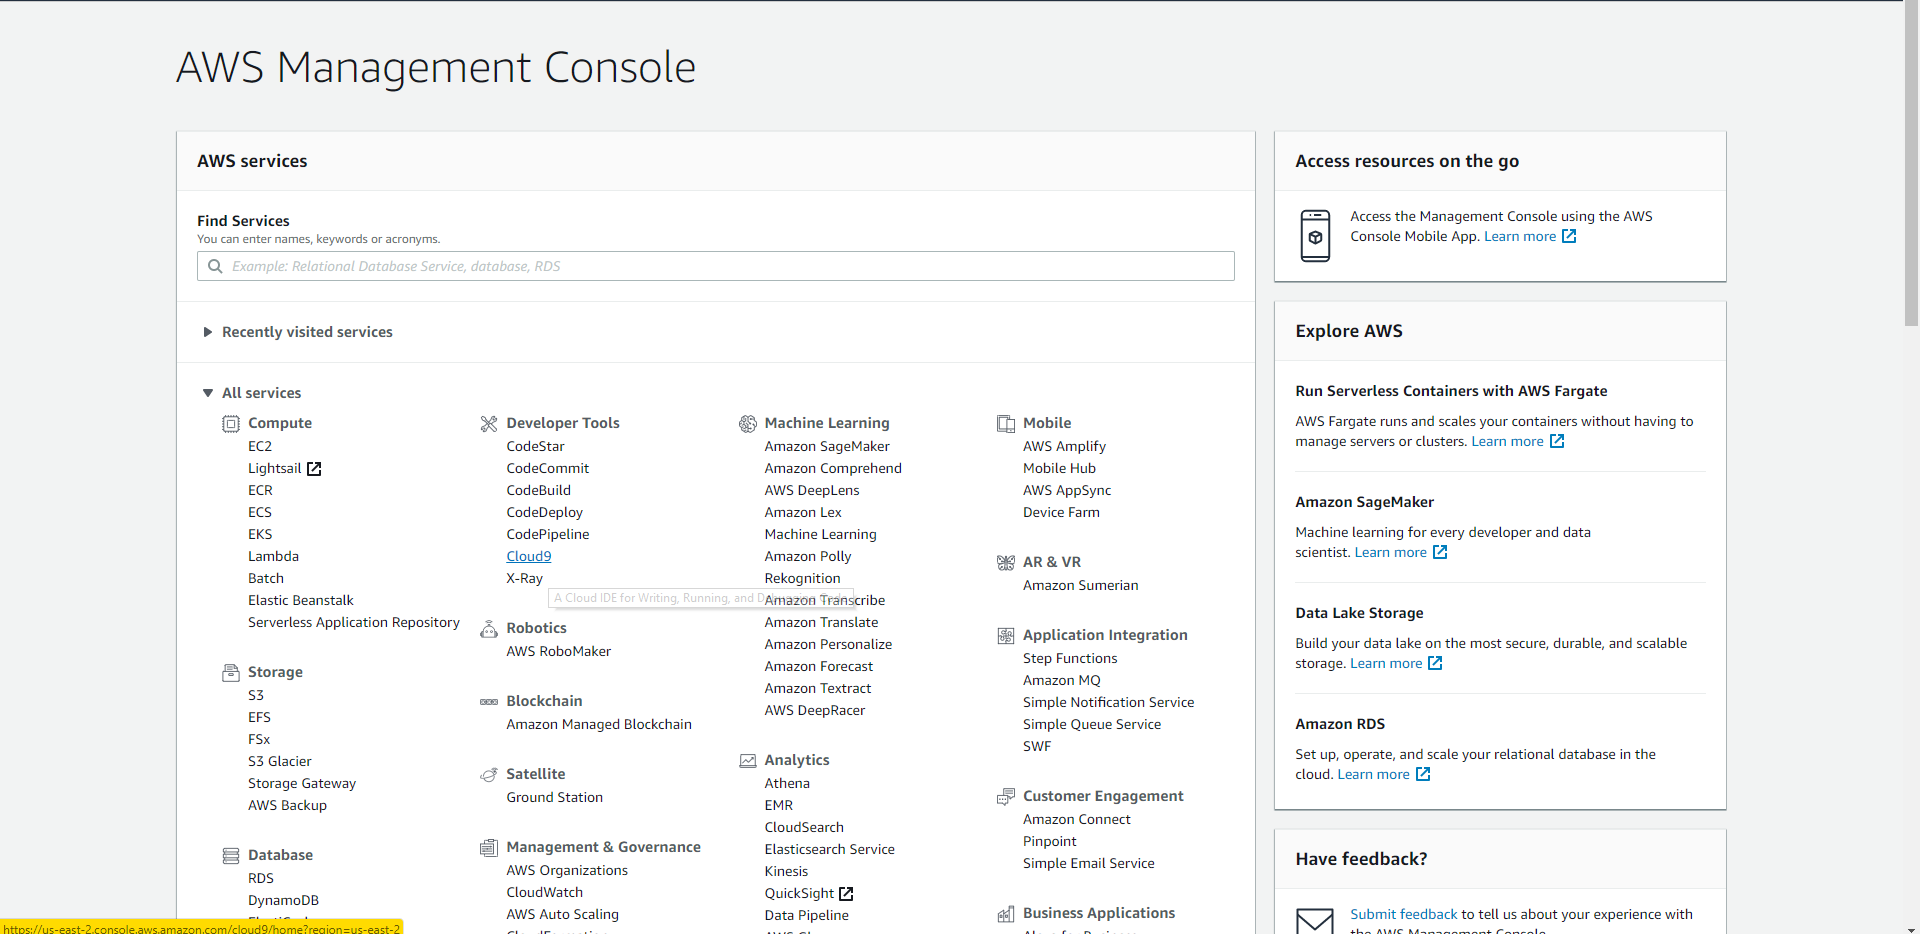 AWS Management Console
AWS services
Find Services
You can enter names, keywords or acronyms.
Example: Relational Database Service, database, RDS
Recently visited services
All services
Compute
EC2
Lightsail
ECR
ECS
EKS
Lambda
Batch
Elastic Beanstalk
Serverless Application Repository
Storage
S3
EFS
FSx
S3 Glacier
Storage Gateway
AWS Backup
Database
RDS
DynamoDB
Developer Tools
CodeStar
CodeCommit
CodeBuild
CodeDeploy
CodePipeline
Cloud9
X-Ray
A Cloud IDE for Writing, Running, and
Robotics
AWS RoboMaker
Blockchain
Amazon Managed Blockchain
Satellite
Ground Station
Management & Governance
AWS Organizations
CloudWatch
AWS Auto Scaling
Machine Learning
Amazon SageMaker
Amazon Comprehend
AWS DeepLens
Amazon Lex
Machine Learning
Amazon Polly
Rekognition
Amazon Transcribe
Amazon Translate
Amazon Personalize
Amazon Forecast
Amazon Textract
AWS DeepRacer
Analytics
Athena
EMR
CloudSearch
Elasticsearch Service
Kinesis
QuickSight
Data Pipeline
Mobile
AWS Amplify
Mobile Hub
AWS AppSync
Device Farm
AR & VR
Amazon Sumerian
Application Integration
Step Functions
Amazon MQ
Simple Notification Service
Simple Queue Service
SWF
Customer Engagement
Amazon Connect
Pinpoint
Simple Email Service
Business Applications
Access resources on the go
Access the Management Console using the AWS
Console Mobile App. Learn more
Explore AWS
Run Serverless Containers with AWS Fargate
AWS Fargate runs and scales your containers without having to
manage servers or clusters. Learn more
Amazon SageMaker
Machine learning for every developer and data
scientist. Learn more
Data Lake Storage
Build your data lake on the most secure, durable, and scalable
storage. Learn more
Amazon RDS
Set up, operate, and scale your relational database in the
cloud. Learn more
Have feedback?
Submit feedback to tell us about your experience with
the AWS Management Console.
https://us-east-2.console.aws.amazon.com/cloud9/home?region=us-east-2